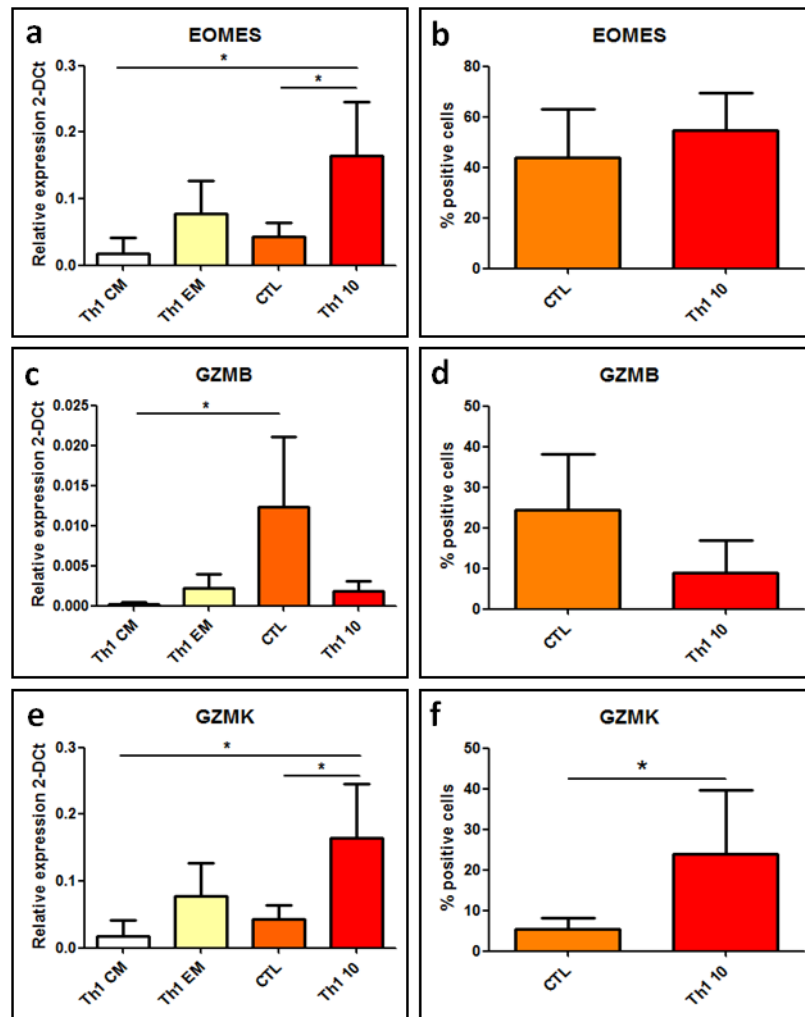 a
EOMES
Relative expression 2-DCt
0.3
*
*
0.2
0.1
0.0
Th1 CM
Th1 EM
CTL
Th1 10
b
EOMES
% positive cells
80
60
40
20
0
CTL
Th1 10
c
GZMB
Relative expression 2-DCt
0.025
*
0.020
0.015
0.010
0.005
0.000
Th1 CM
Th1 EM
CTL
Th1 10
d
GZMB
% positive cells
50
40
30
20
10
0
CTL
Th1 10
e
GZMK
Relative expression 2-DCt
0.3
*
*
0.2
0.1
0.0
Th1 CM
Th1 EM
CTL
Th1 10
f
GZMK
% positive cells
50
*
40
30
20
10
0
CTL
Th1 10